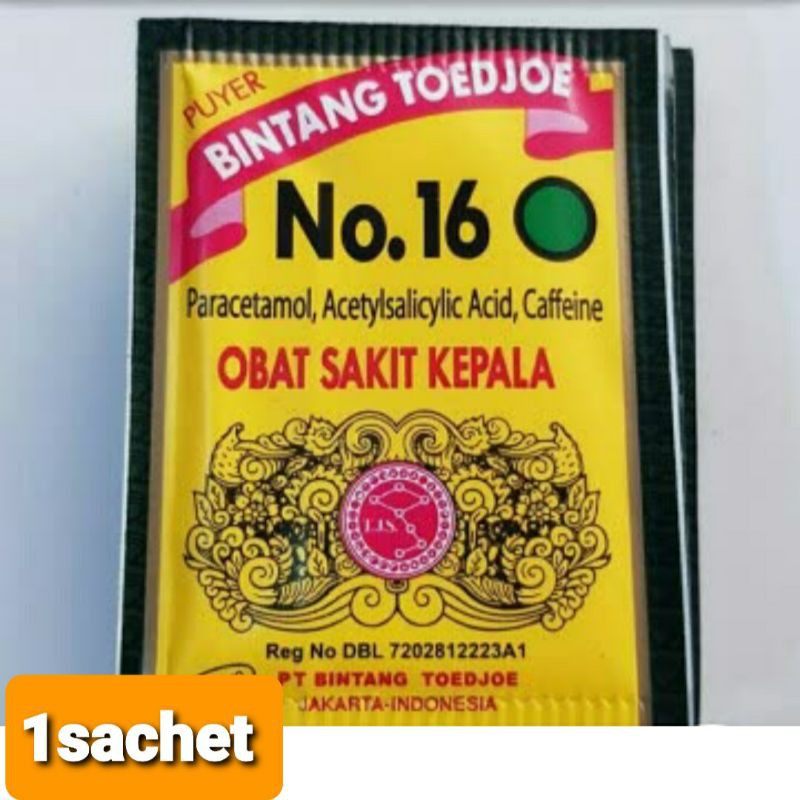 PUYER
BINTANG TOEDJOE
No.16
Paracetamol, Acetylsalicylic Acid, Caffeine
OBAT SAKIT KEPALA
Reg No DBL 7202812223A1
PT BINTANG TOEDJOE
JAKARTA-INDONESIA
1sachet